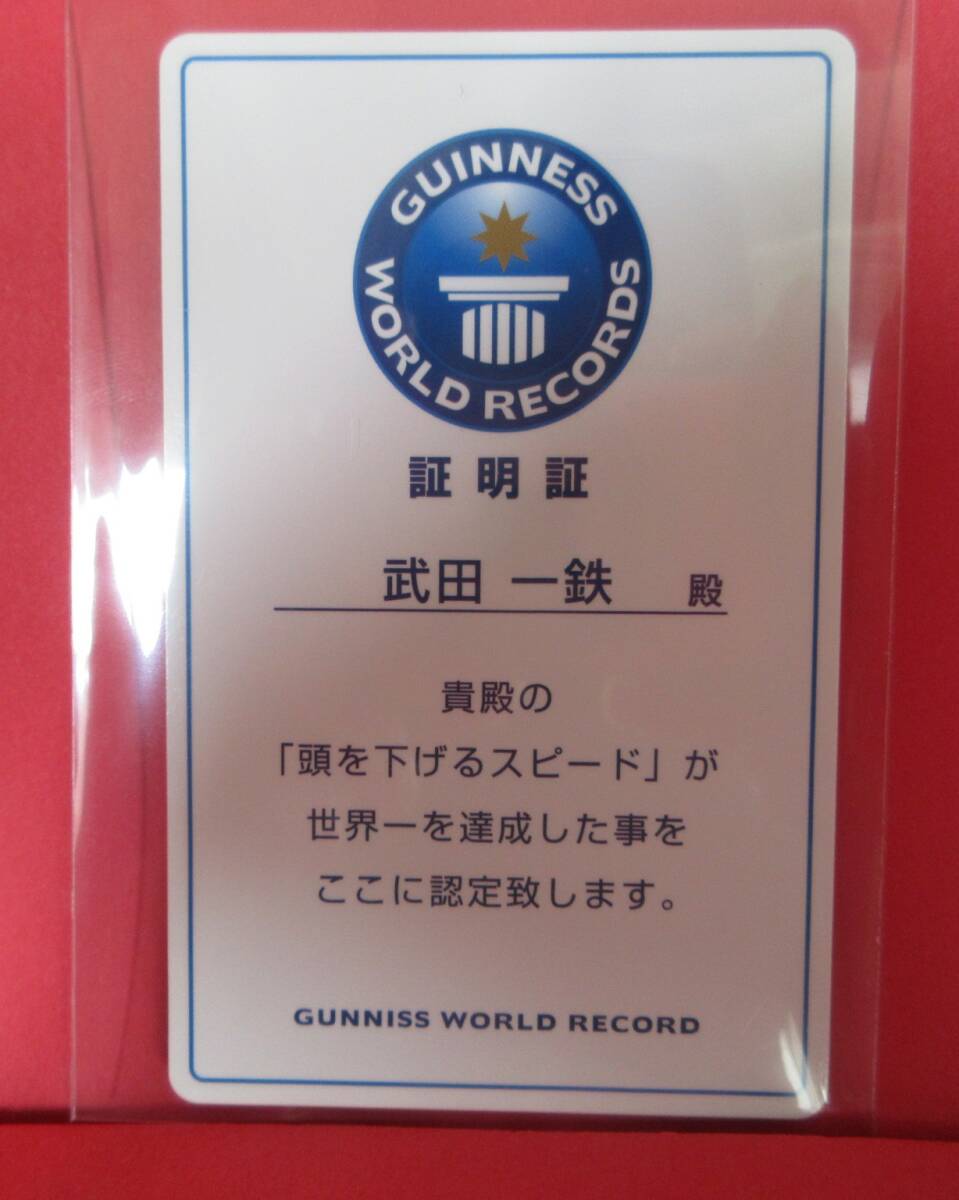 GUINNESS
WORLD RECORDS
証明証
武田 一鉄 殿
貴殿の
「頭を下げるスピード」が
世界一を達成した事を
ここに認定致します。
GUNNISS WORLD RECORD